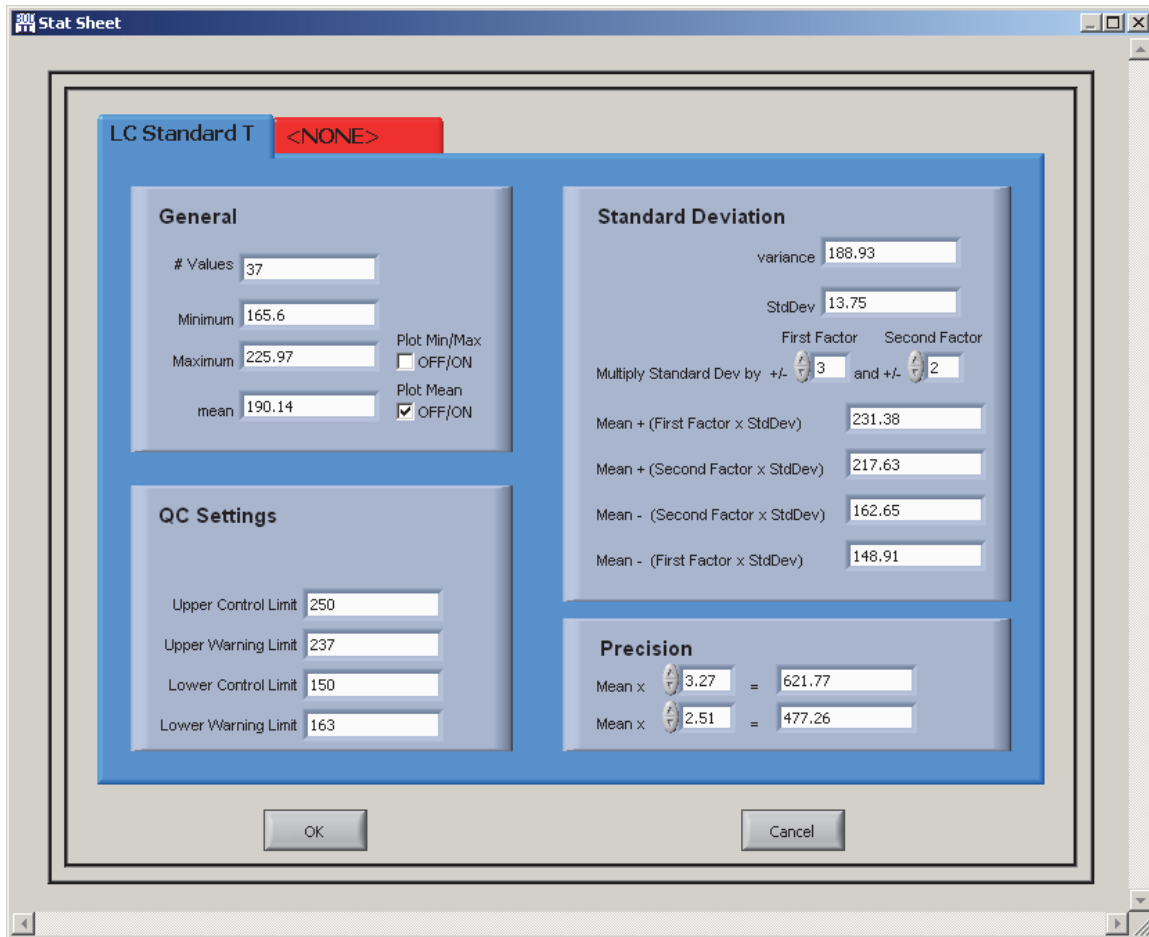 Stat Sheet
LC Standard T
<NONE>
General
# Values 37
Minimum 165.6
Maximum 225.97
Plot Min/Max
OFF/ON
mean 190.14
Plot Mean
OFF/ON
QC Settings
Upper Control Limit 250
Upper Warning Limit 237
Lower Control Limit 150
Lower Warning Limit 163
Standard Deviation
variance 188.93
StdDev 13.75
First Factor Second Factor
Multiply Standard Dev by +/- 3 and +/- 2
Mean + (First Factor x StdDev) 231.38
Mean + (Second Factor x StdDev) 217.63
Mean - (Second Factor x StdDev) 162.65
Mean - (First Factor x StdDev) 148.91
Precision
Mean x 3.27 = 621.77
Mean x 2.51 = 477.26
OK
Cancel